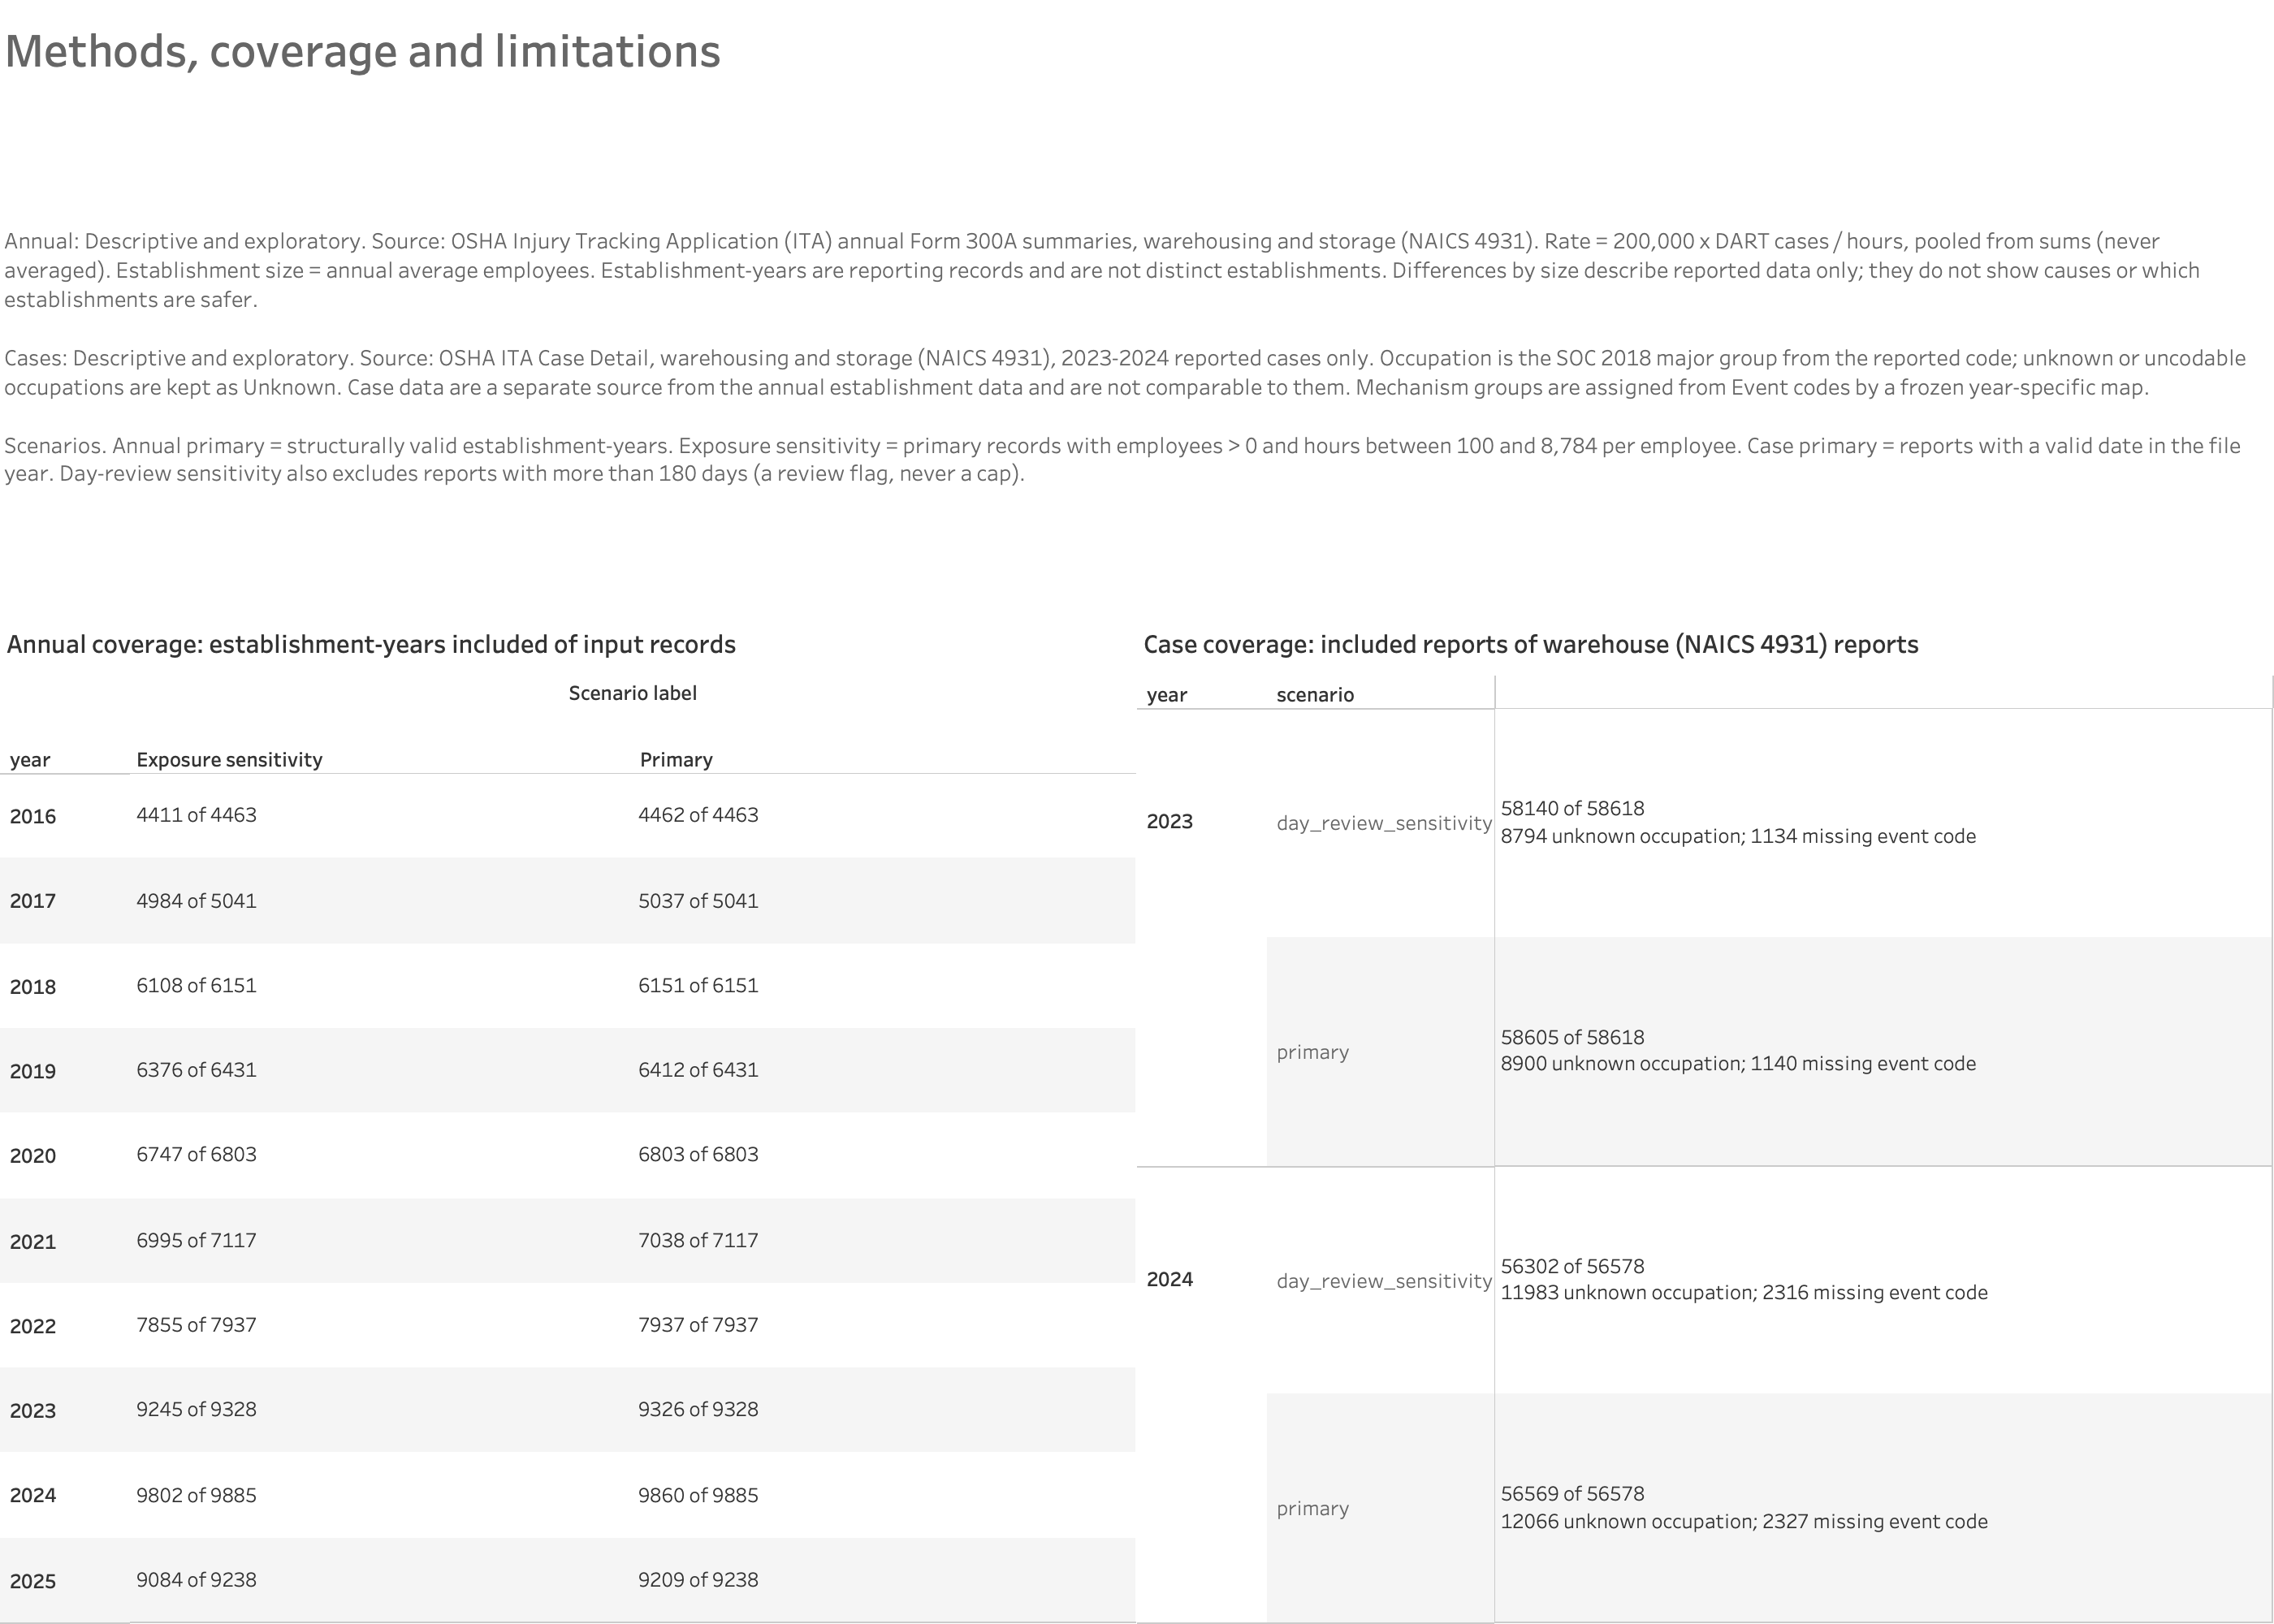 Methods, coverage and limitations
Annual: Descriptive and exploratory. Source: OSHA Injury Tracking Application (ITA) annual Form 300A summaries, warehousing and storage (NAICS 4931). Rate = 200,000 x DART cases / hours, pooled from sums (never
averaged). Establishment size = annual average employees. Establishment-years are reporting records and are not distinct establishments. Differences by size describe reported data only; they do not show causes or which
establishments are safer.
Cases: Descriptive and exploratory. Source: OSHA ITA Case Detail, warehousing and storage (NAICS 4931), 2023-2024 reported cases only. Occupation is the SOC 2018 major group from the reported code; unknown or uncodable
occupations are kept as Unknown. Case data are a separate source from the annual establishment data and are not comparable to them. Mechanism groups are assigned from Event codes by a frozen year-specific map.
Scenarios. Annual primary = structurally valid establishment-years. Exposure sensitivity = primary records with employees > 0 and hours between 100 and 8,784 per employee. Case primary = reports with a valid date in the file
year. Day-review sensitivity also excludes reports with more than 180 days (a review flag, never a cap).
Annual coverage: establishment-years included of input records
Scenario label
year Exposure sensitivity Primary
2016 4411 of 4463 4462 of 4463
2017 4984 of 5041 5037 of 5041
2018 6108 of 6151 6151 of 6151
2019 6376 of 6431 6412 of 6431
2020 6747 of 6803 6803 of 6803
2021 6995 of 7117 7038 of 7117
2022 7855 of 7937 7937 of 7937
2023 9245 of 9328 9326 of 9328
2024 9802 of 9885 9860 of 9885
2025 9084 of 9238 9209 of 9238
Case coverage: included reports of warehouse (NAICS 4931) reports
year scenario
2023 day_review_sensitivity 58140 of 58618
8794 unknown occupation; 1134 missing event code
primary 58605 of 58618
8900 unknown occupation; 1140 missing event code
2024 day_review_sensitivity 56302 of 56578
11983 unknown occupation; 2316 missing event code
primary 56569 of 56578
12066 unknown occupation; 2327 missing event code